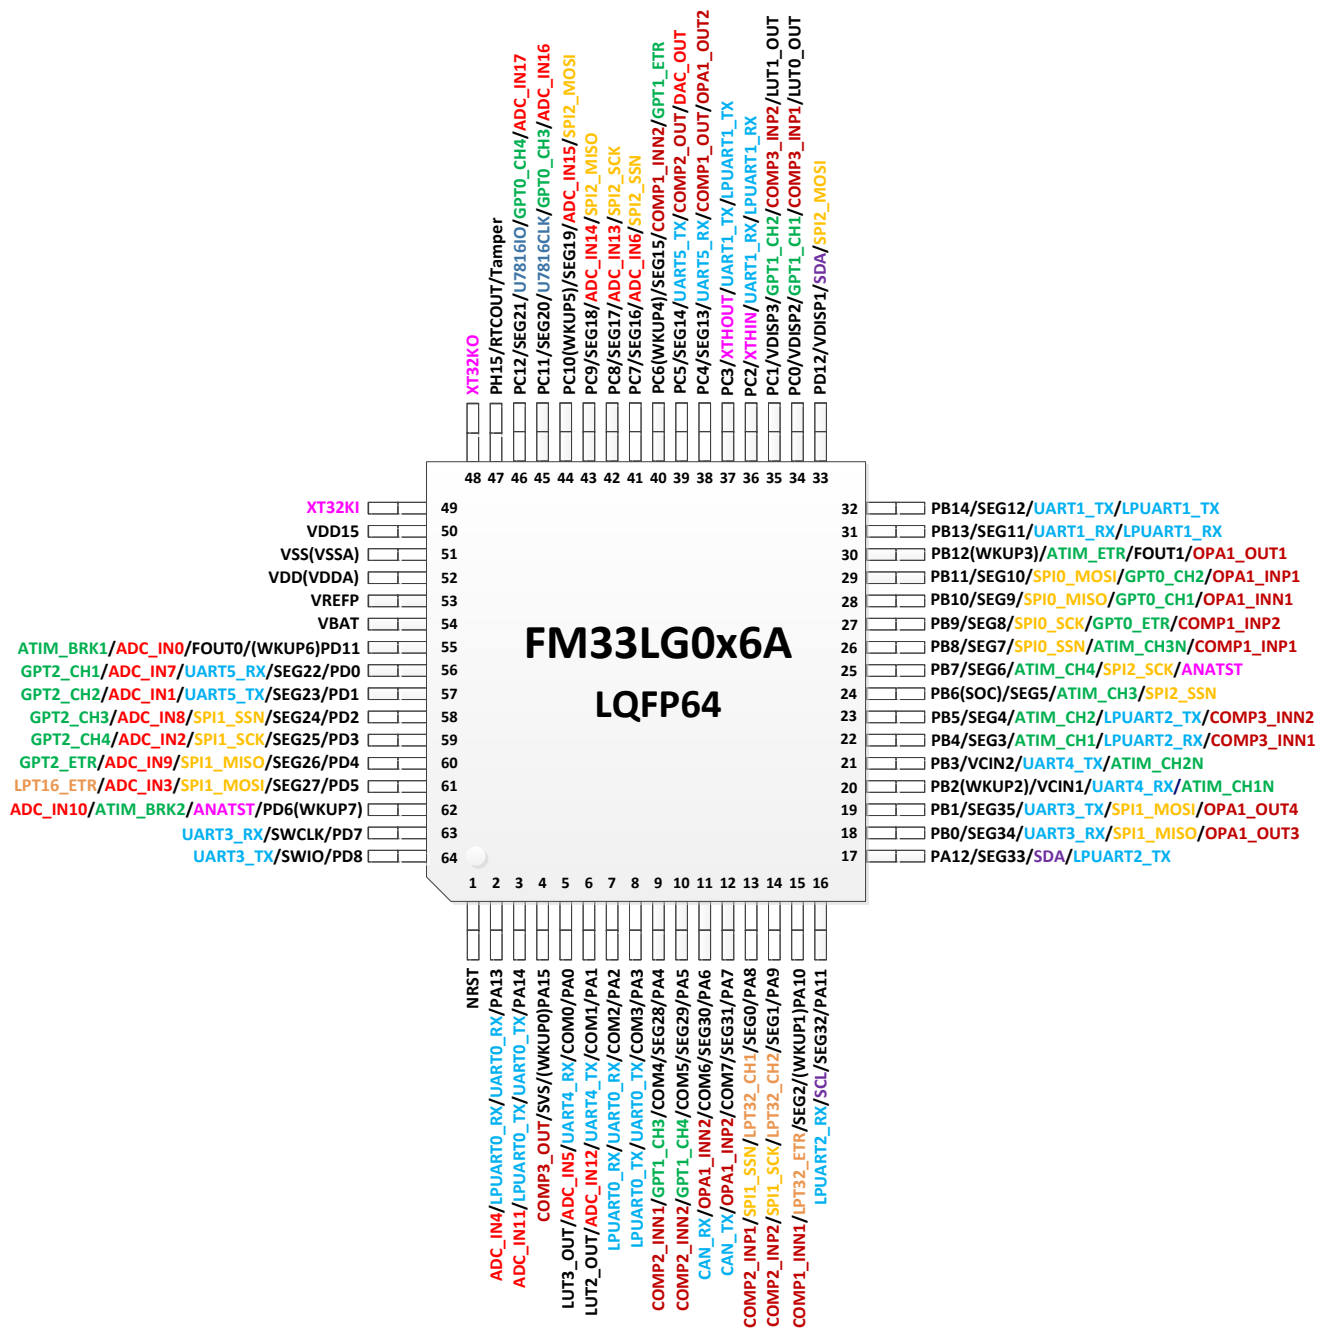 XT32KO
PH15/RTCOUT/Tamper
PC12/SEG21/U7816IO/GPT0_CH4/ADC_IN17
PC11/SEG20/U7816CLK/GPT0_CH3/ADC_IN16
PC10(WKUP5)/SEG19/ADC_IN15/SPI2_MOSI
PC9/SEG18/ADC_IN14/SPI2_MISO
PC8/SEG17/ADC_IN13/SPI2_SCK
PC7/SEG16/ADC_IN6/SPI2_SSN
PC6(WKUP4)/SEG15/COMP1_INN2/GPT1_ETR
PC5/SEG14/UART5_TX/COMP2_OUT/DAC_OUT
PC4/SEG13/UART5_RX/COMP1_OUT/OPA1_OUT2
PC3/XTHOUT/UART1_TX/LPUART1_TX
PC2/XTHIN/UART1_RX/LPUART1_RX
PC1/VDISP3/GPT1_CH2/COMP3_INP2/LUT1_OUT
PC0/VDISP2/GPT1_CH1/COMP3_INP1/LUT0_OUT
PD12/VDISP1/SDA/SPI2_MOSI
48 47 46 45 44 43 42 41 40 39 38 37 36 35 34 33
XT32KI 49
VDD15 50
VSS(VSSA) 51
VDD(VDDA) 52
VREFP 53
VBAT 54
ATIM_BRK1/ADC_IN0/FOUT0/(WKUP6)PD11 55
GPT2_CH1/ADC_IN7/UART5_RX/SEG22/PD0 56
GPT2_CH2/ADC_IN1/UART5_TX/SEG23/PD1 57
GPT2_CH3/ADC_IN8/SPI1_SSN/SEG24/PD2 58
GPT2_CH4/ADC_IN2/SPI1_SCK/SEG25/PD3 59
GPT2_ETR/ADC_IN9/SPI1_MISO/SEG26/PD4 60
LPT16_ETR/ADC_IN3/SPI1_MOSI/SEG27/PD5 61
ADC_IN10/ATIM_BRK2/ANATST/PD6(WKUP7) 62
UART3_RX/SWCLK/PD7 63
UART3_TX/SWIO/PD8 64
FM33LG0x6A
LQFP64
32 PB14/SEG12/UART1_TX/LPUART1_TX
31 PB13/SEG11/UART1_RX/LPUART1_RX
30 PB12(WKUP3)/ATIM_ETR/FOUT1/OPA1_OUT1
29 PB11/SEG10/SPI0_MOSI/GPT0_CH2/OPA1_INP1
28 PB10/SEG9/SPI0_MISO/GPT0_CH1/OPA1_INN1
27 PB9/SEG8/SPI0_SCK/GPT0_ETR/COMP1_INP2
26 PB8/SEG7/SPI0_SSN/ATIM_CH3N/COMP1_INP1
25 PB7/SEG6/ATIM_CH4/SPI2_SCK/ANATST
24 PB6(SOC)/SEG5/ATIM_CH3/SPI2_SSN
23 PB5/SEG4/ATIM_CH2/LPUART2_TX/COMP3_INN2
22 PB4/SEG3/ATIM_CH1/LPUART2_RX/COMP3_INN1
21 PB3/VCIN2/UART4_TX/ATIM_CH2N
20 PB2(WKUP2)/VCIN1/UART4_RX/ATIM_CH1N
19 PB1/SEG35/UART3_TX/SPI1_MOSI/OPA1_OUT4
18 PB0/SEG34/UART3_RX/SPI1_MISO/OPA1_OUT3
17 PA12/SEG33/SDA/LPUART2_TX
1 2 3 4 5 6 7 8 9 10 11 12 13 14 15 16
NRST
ADC_IN4/LPUART0_RX/UART0_RX/PA13
ADC_IN11/LPUART0_TX/UART0_TX/PA14
COMP3_OUT/SVS/(WKUP0)PA15
LUT3_OUT/ADC_IN5/UART4_RX/COM0/PA0
LUT2_OUT/ADC_IN12/UART4_TX/COM1/PA1
LPUART0_RX/UART0_RX/COM2/PA2
LPUART0_TX/UART0_TX/COM3/PA3
COMP2_INN1/GPT1_CH3/COM4/SEG28/PA4
COMP2_INN2/GPT1_CH4/COM5/SEG29/PA5
CAN_RX/OPA1_INN2/COM6/SEG30/PA6
CAN_TX/OPA1_INP2/COM7/SEG31/PA7
COMP2_INP1/SPI1_SSN/LPT32_CH1/SEG0/PA8
COMP2_INP2/SPI1_SCK/LPT32_CH2/SEG1/PA9
COMP1_INN1/LPT32_ETR/SEG2/(WKUP1)PA10
LPUART2_RX/SCL/SEG32/PA11